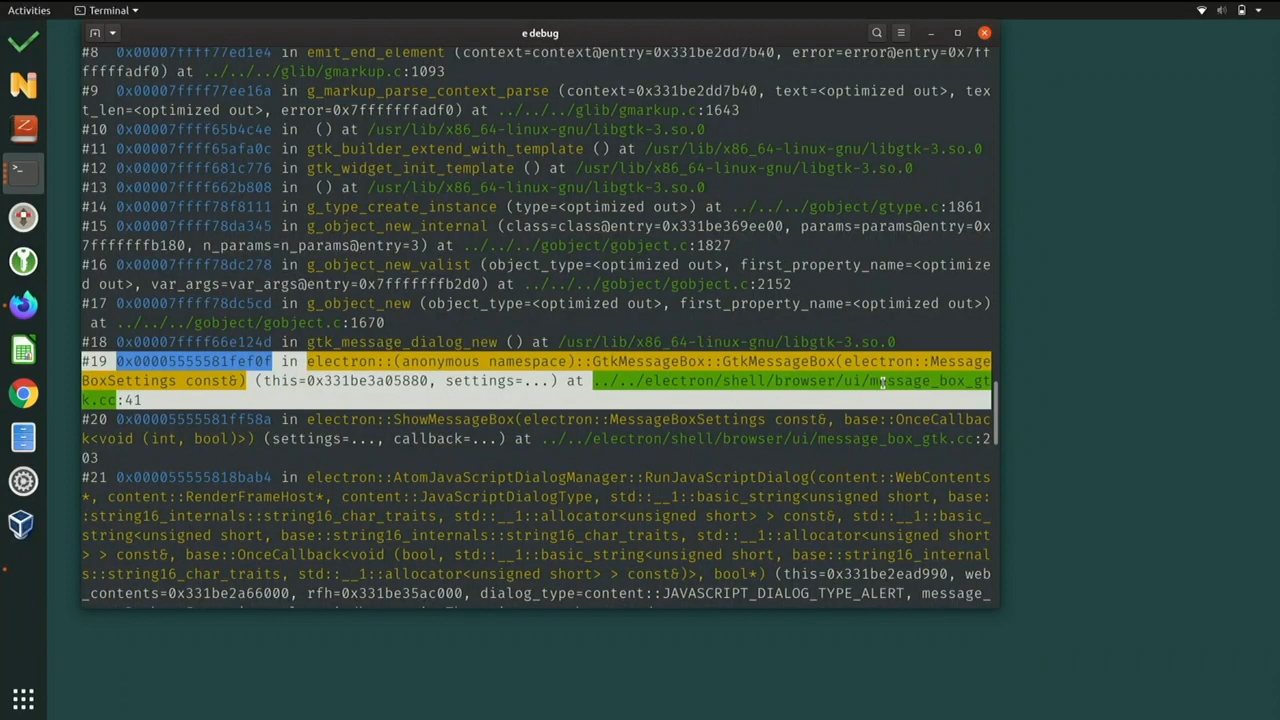 Activities
Terminal
e debug
#8 0x00007ffff77ed1e4 in emit_end_element (context=context@entry=0x331be2dd7b40, error=error@entry=0x7ff
fffffadf0) at ../../../glib/gmarkup.c:1093
#9 0x00007ffff77ee16a in g_markup_parse_context_parse (context=0x331be2dd7b40, text=<optimized out>, tex
t_len=<optimized out>, error=0x7fffffffadf0) at ../../../glib/gmarkup.c:1643
#10 0x00007ffff65b4c4e in  () at /usr/lib/x86_64-linux-gnu/libgtk-3.so.0
#11 0x00007ffff65afa0c in gtk_builder_extend_with_template () at /usr/lib/x86_64-linux-gnu/libgtk-3.so.0
#12 0x00007ffff681c776 in gtk_widget_init_template () at /usr/lib/x86_64-linux-gnu/libgtk-3.so.0
#13 0x00007ffff662b808 in  () at /usr/lib/x86_64-linux-gnu/libgtk-3.so.0
#14 0x00007ffff78f8111 in g_type_create_instance (type=<optimized out>) at ../../../gobject/gtype.c:1861
#15 0x00007ffff78da345 in g_object_new_internal (class=class@entry=0x331be369ee00, params=params@entry=0x
7fffffffb180, n_params=n_params@entry=3) at ../../../gobject/gobject.c:1827
#16 0x00007ffff78dc278 in g_object_new_valist (object_type=<optimized out>, first_property_name=<optimize
d out>, var_args=var_args@entry=0x7fffffffb2d0) at ../../../gobject/gobject.c:2152
#17 0x00007ffff78dc5cd in g_object_new (object_type=<optimized out>, first_property_name=<optimized out>)
at ../../../gobject/gobject.c:1670
#18 0x00007ffff66e124d in gtk_message_dialog_new () at /usr/lib/x86_64-linux-gnu/libgtk-3.so.0
#19 0x00005555581fef0f in electron::(anonymous namespace)::GtkMessageBox::GtkMessageBox(electron::Message
BoxSettings const&) (this=0x331be3a05880, settings=...) at ../../electron/shell/browser/ui/message_box_gt
k.cc:41
#20 0x00005555581ff58a in electron::ShowMessageBox(electron::MessageBoxSettings const&, base::OnceCallbac
k<void (int, bool)>) (settings=..., callback=...) at ../../electron/shell/browser/ui/message_box_gtk.cc:2
03
#21 0x000055555818bab4 in electron::AtomJavaScriptDialogManager::RunJavaScriptDialog(content::WebContents
*, content::RenderFrameHost*, content::JavaScriptDialogType, std::__1::basic_string<unsigned short, base:
:string16_internals::string16_char_traits, std::__1::allocator<unsigned short> > const&, std::__1::basic_
string<unsigned short, base::string16_internals::string16_char_traits, std::__1::allocator<unsigned short
> > const&, base::OnceCallback<void (bool, std::__1::basic_string<unsigned short, base::string16_internal
s::string16_char_traits, std::__1::allocator<unsigned short> > const&)>, bool*) (this=0x331be2ead990, web
_contents=0x331be2a66000, rfh=0x331be35ac000, dialog_type=content::JAVASCRIPT_DIALOG_TYPE_ALERT, message_